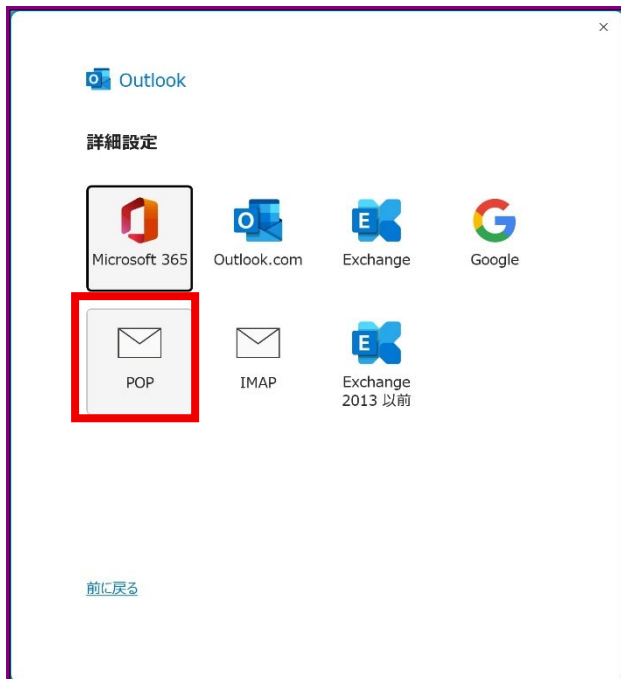 Outlook
詳細設定
Microsoft 365
Outlook.com
Exchange
Google
POP
IMAP
Exchange
2013 以前
前に戻る